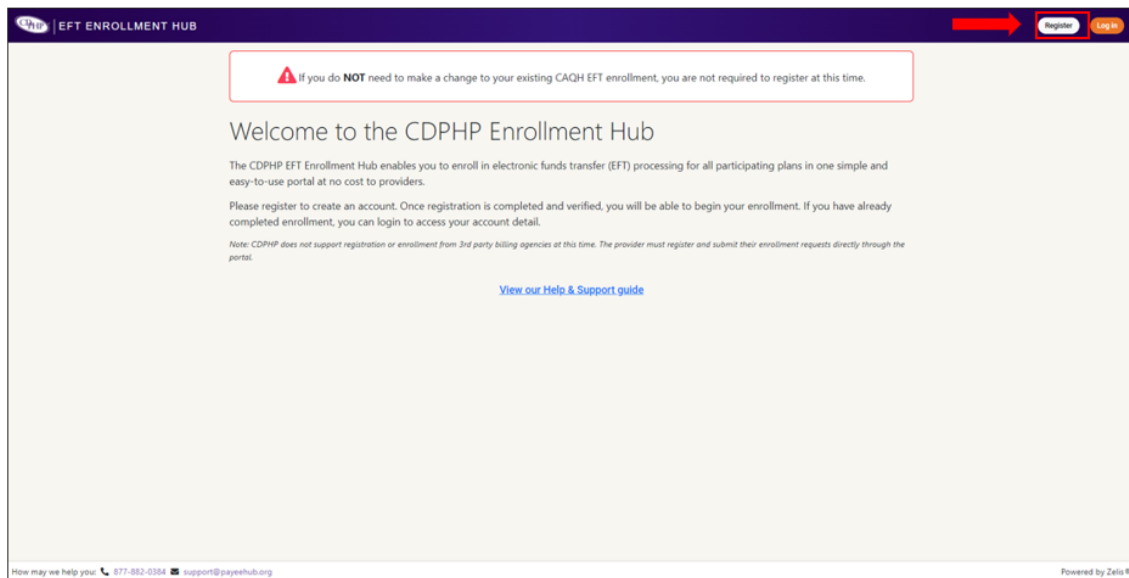 CDPHP EFT ENROLLMENT HUB Register Log in
If you do NOT need to make a change to your existing CAQH EFT enrollment, you are not required to register at this time.
Welcome to the CDPHP Enrollment Hub
The CDPHP EFT Enrollment Hub enables you to enroll in electronic funds transfer (EFT) processing for all participating plans in one simple and
easy-to-use portal at no cost to providers.
Please register to create an account. Once registration is completed and verified, you will be able to begin your enrollment. If you have already
completed enrollment, you can login to access your account detail.
Note: CDPHP does not support registration or enrollment from 3rd party billing agencies at this time. The provider must register and submit their enrollment requests directly through the
portal.
View our Help & Support guide
How may we help you: 877-882-0384 support@payeehub.org Powered by Zelis®